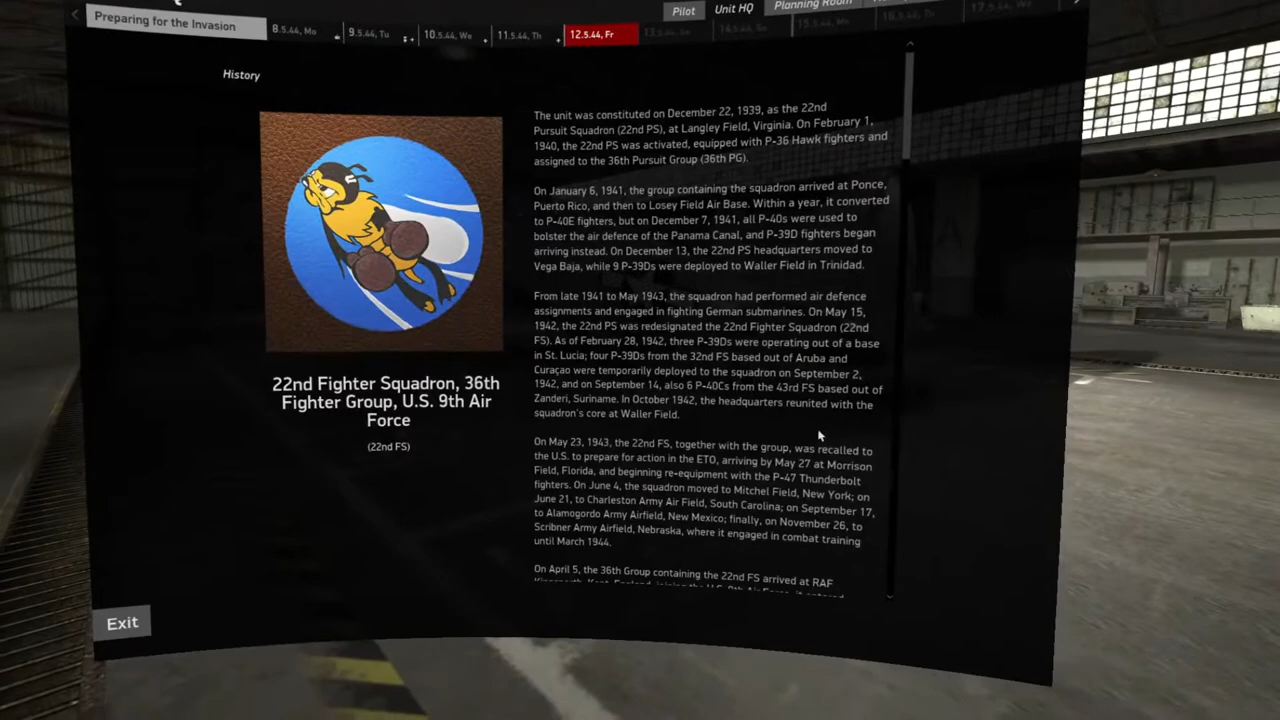 Preparing for the Invasion
8.5.44, Mo
9.5.44, Tu
10.5.44, We
11.5.44, Th
12.5.44, Fr
Pilot
Unit HQ
Planning Room
History
The unit was constituted on December 22, 1939, as the 22nd
Pursuit Squadron (22nd PS), at Langley Field, Virginia. On February 1,
1940, the 22nd PS was activated, equipped with P-36 Hawk fighters and
assigned to the 36th Pursuit Group (36th PG).
On January 6, 1941, the group containing the squadron arrived at Ponce,
Puerto Rico, and then to Losey Field Air Base. Within a year, it converted
to P-40E fighters, but on December 7, 1941, all P-40s were used to
bolster the air defence of the Panama Canal, and P-39D fighters began
arriving instead. On December 13, the 22nd PS headquarters moved to
Vega Baja, while 9 P-39Ds were deployed to Waller Field in Trinidad.
From late 1941 to May 1943, the squadron had performed air defence
assignments and engaged in fighting German submarines. On May 15,
1942, the 22nd PS was redesignated the 22nd Fighter Squadron (22nd
FS). As of February 28, 1942, three P-39Ds were operating out of a base
in St. Lucia; four P-39Ds from the 32nd FS based out of Aruba and
Curaçao were temporarily deployed to the squadron on September 2,
1942, and on September 14, also 6 P-40Cs from the 43rd FS based out of
Zanderi, Suriname. In October 1942, the headquarters reunited with the
squadron's core at Waller Field.
On May 23, 1943, the 22nd FS, together with the group, was recalled to
the U.S. to prepare for action in the ETO, arriving by May 27 at Morrison
Field, Florida, and beginning re-equipment with the P-47 Thunderbolt
fighters. On June 4, the squadron moved to Mitchel Field, New York; on
June 21, to Charleston Army Air Field, South Carolina; on September 17,
to Alamogordo Army Airfield, New Mexico; finally, on November 26, to
Scribner Army Airfield, Nebraska, where it engaged in combat training
until March 1944.
On April 5, the 36th Group containing the 22nd FS arrived at RAF
22nd Fighter Squadron, 36th
Fighter Group, U.S. 9th Air
Force
(22nd FS)
Exit